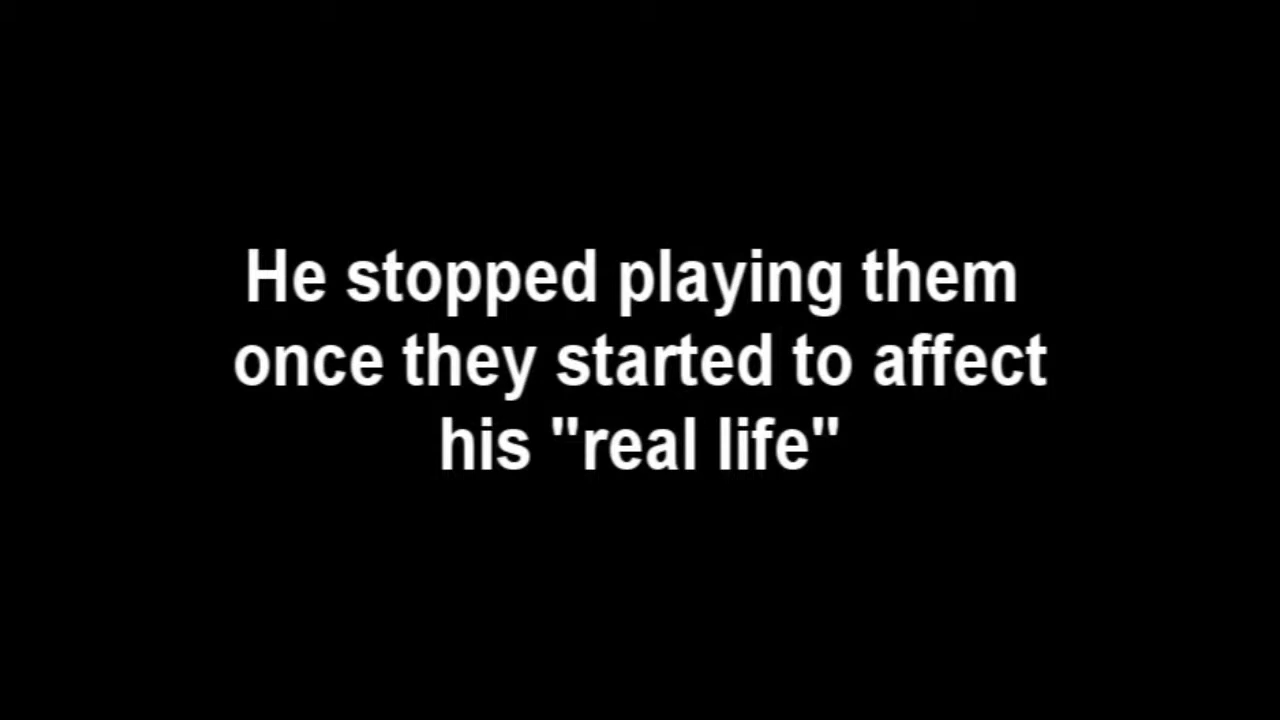 He stopped playing them
once they started to affect
his "real life"